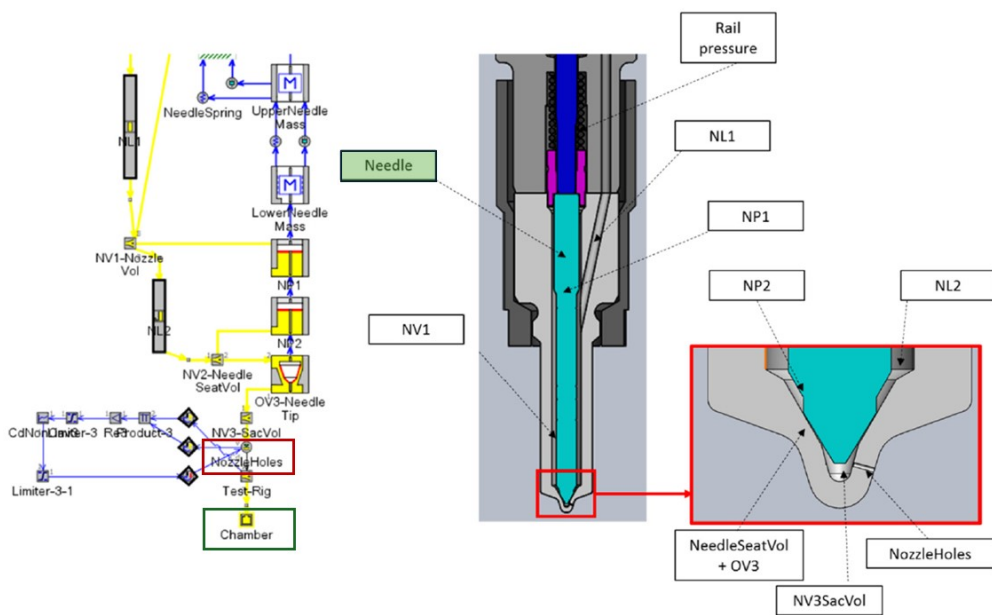 NL1
NeedleSpring
UpperNeedle
Mass
M
M
LowerNeedle
Mass
NV1-Nozzle
Vol
NP1
NL2
NP2
NV2-Needle
SeatVol
OV3-Needle
Tip
NV3-SacVol
Product-3
NozzleHoles
Limiter-3-1
Test-Rig
Chamber
Rail
pressure
NL1
Needle
NP1
NP2
NL2
NV1
NeedleSeatVol
+ OV3
NozzleHoles
NV3SacVol